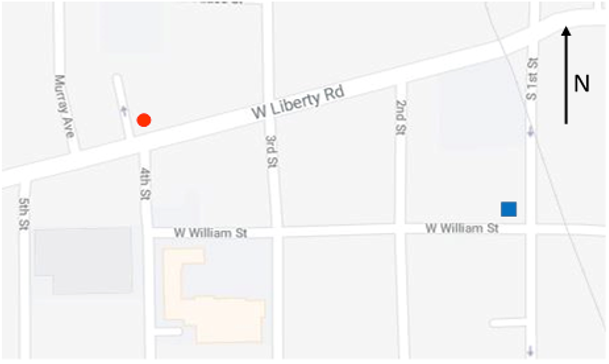 Murray Ave
W Liberty Rd
S 1st St
N
2nd St
3rd St
4th St
5th St
W William St
W William St